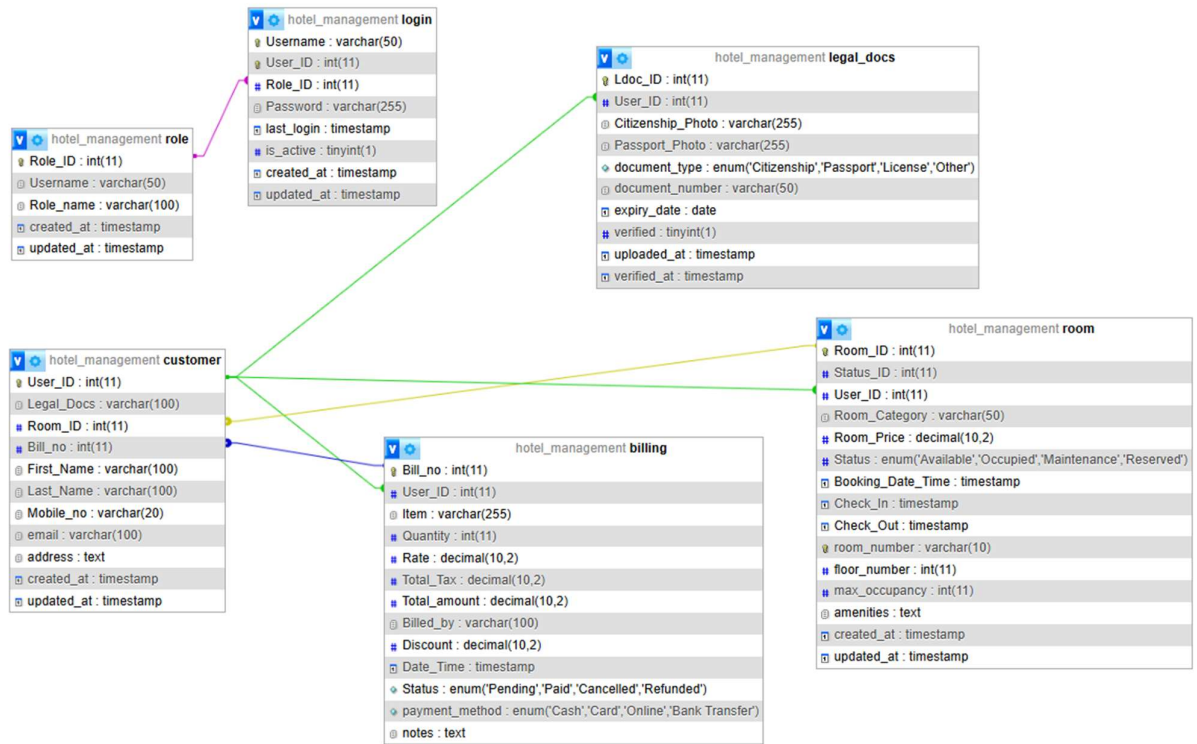 hotel_management login
Username : varchar(50)
User_ID : int(11)
Role_ID : int(11)
Password : varchar(255)
last_login : timestamp
is_active : tinyint(1)
created_at : timestamp
updated_at : timestamp
hotel_management legal_docs
Ldoc_ID : int(11)
User_ID : int(11)
Citizenship_Photo : varchar(255)
Passport_Photo : varchar(255)
document_type : enum('Citizenship','Passport','License','Other')
document_number : varchar(50)
expiry_date : date
verified : tinyint(1)
uploaded_at : timestamp
verified_at : timestamp
hotel_management role
Role_ID : int(11)
Username : varchar(50)
Role_name : varchar(100)
created_at : timestamp
updated_at : timestamp
hotel_management customer
User_ID : int(11)
Legal_Docs : varchar(100)
Room_ID : int(11)
Bill_no : int(11)
First_Name : varchar(100)
Last_Name : varchar(100)
Mobile_no : varchar(20)
email : varchar(100)
address : text
created_at : timestamp
updated_at : timestamp
hotel_management billing
Bill_no : int(11)
User_ID : int(11)
Item : varchar(255)
Quantity : int(11)
Rate : decimal(10,2)
Total_Tax : decimal(10,2)
Total_amount : decimal(10,2)
Billed_by : varchar(100)
Discount : decimal(10,2)
Date_Time : timestamp
Status : enum('Pending','Paid','Cancelled','Refunded')
payment_method : enum('Cash','Card','Online','Bank Transfer')
notes : text
hotel_management room
Room_ID : int(11)
Status_ID : int(11)
User_ID : int(11)
Room_Category : varchar(50)
Room_Price : decimal(10,2)
Status : enum('Available','Occupied','Maintenance','Reserved')
Booking_Date_Time : timestamp
Check_In : timestamp
Check_Out : timestamp
room_number : varchar(10)
floor_number : int(11)
max_occupancy : int(11)
amenities : text
created_at : timestamp
updated_at : timestamp